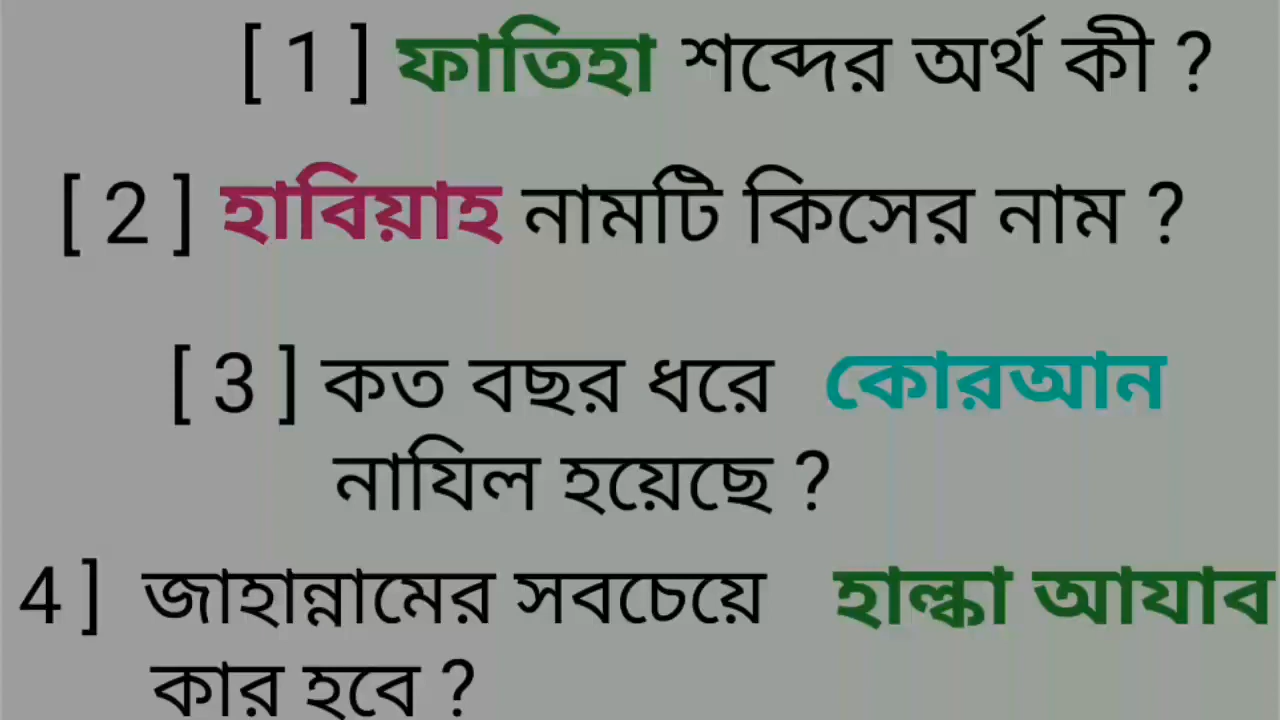 [ 1 ] ফাতিহা শব্দের অর্থ কী ?
[ 2 ] হাবিয়াহ নামটি কিসের নাম ?
[ 3 ] কত বছর ধরে কোরআন
নাযিল হয়েছে ?
4 ] জাহান্নামের সবচেয়ে হাল্কা আযাব
কার হবে ?